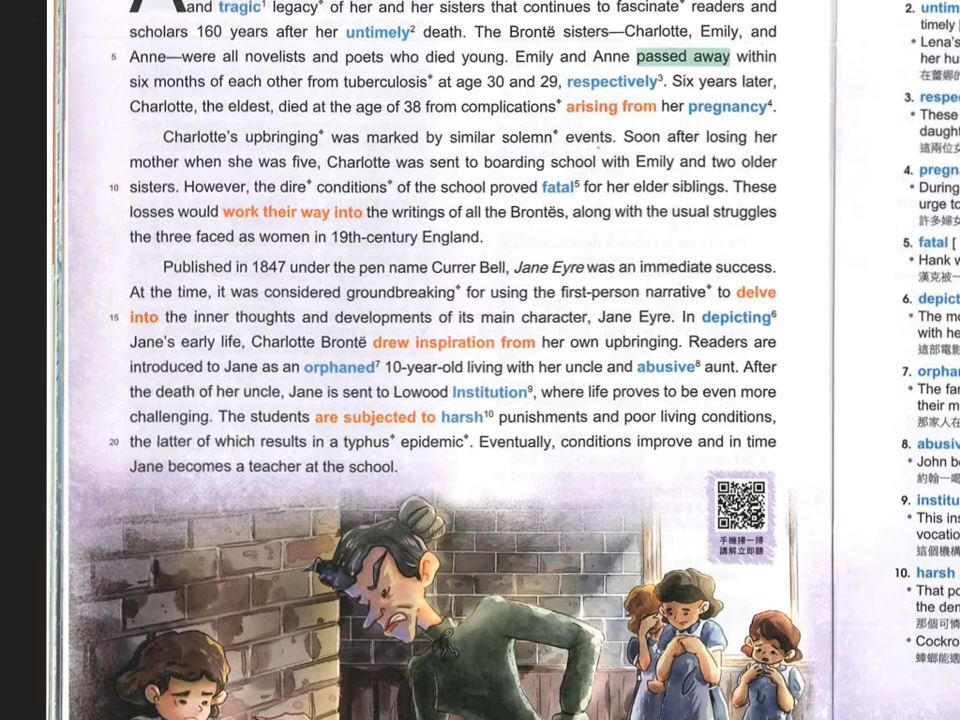 and tragic¹ legacy* of her and her sisters that continues to fascinate* readers and
scholars 160 years after her untimely² death. The Brontë sisters—Charlotte, Emily, and
5 Anne—were all novelists and poets who died young. Emily and Anne passed away within
six months of each other from tuberculosis* at age 30 and 29, respectively³. Six years later,
Charlotte, the eldest, died at the age of 38 from complications* arising from her pregnancy⁴.
Charlotte's upbringing* was marked by similar solemn* events. Soon after losing her
mother when she was five, Charlotte was sent to boarding school with Emily and two older
10 sisters. However, the dire* conditions* of the school proved fatal⁵ for her elder siblings. These
losses would work their way into the writings of all the Brontës, along with the usual struggles
the three faced as women in 19th-century England.
Published in 1847 under the pen name Currer Bell, Jane Eyre was an immediate success.
At the time, it was considered groundbreaking* for using the first-person narrative* to delve
15 into the inner thoughts and developments of its main character, Jane Eyre. In depicting⁶
Jane's early life, Charlotte Brontë drew inspiration from her own upbringing. Readers are
introduced to Jane as an orphaned⁷ 10-year-old living with her uncle and abusive⁸ aunt. After
the death of her uncle, Jane is sent to Lowood Institution⁹, where life proves to be even more
challenging. The students are subjected to harsh¹⁰ punishments and poor living conditions,
20 the latter of which results in a typhus* epidemic*. Eventually, conditions improve and in time
Jane becomes a teacher at the school.
手機掃一掃
講解立即聽
2. untim
timely
• Lena's
her hu
在蕾娜的
3. respe
• These
daught
這兩位女
4. pregn
• During
urge to
許多婦女
5. fatal [
• Hank w
漢克被一
6. depict
• The mo
with he
這部電影
7. orphan
• The fam
their m
那家人在
8. abusiv
• John be
約翰一喝
9. institu
• This ins
vocatio
這個機構
10. harsh
• That po
the den
那個可憐
• Cockro
蟑螂能適